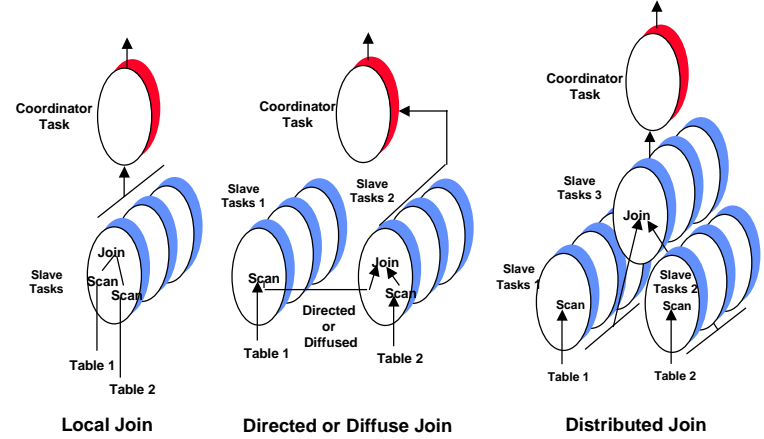 Coordinator
Task
Slave
Tasks
Join
Scan
Scan
Table 1
Table 2
Local Join
Coordinator
Task
Slave
Tasks 1
Slave
Tasks 2
Scan
Join
Scan
Directed
or
Diffused
Table 1
Table 2
Directed or Diffuse Join
Coordinator
Task
Slave
Tasks 3
Join
Slave
Tasks 1
Scan
Slave
Tasks 2
Scan
Table 1
Table 2
Distributed Join